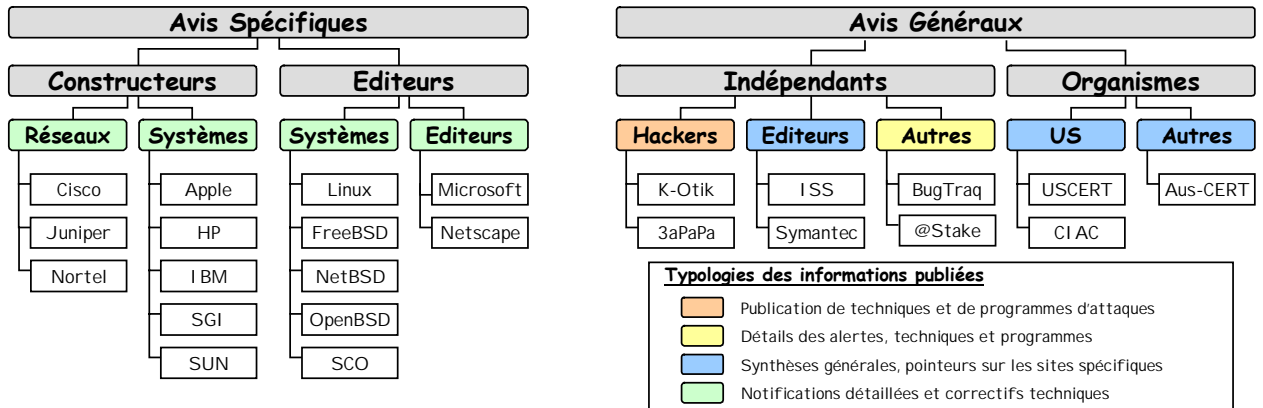 Avis Spécifiques
Constructeurs
Editeurs
Réseaux
Systèmes
Systèmes
Editeurs
Cisco
Juniper
Nortel
Apple
HP
IBM
SGI
SUN
Linux
FreeBSD
NetBSD
OpenBSD
SCO
Microsoft
Netscape
Avis Généraux
Indépendants
Organismes
Hackers
Editeurs
Autres
US
Autres
K-Otik
3aPaPa
ISS
Symantec
BugTraq
@Stake
USCERT
CIAC
Aus-CERT
Typologies des informations publiées
Publication de techniques et de programmes d'attaques
Détails des alertes, techniques et programmes
Synthèses générales, pointeurs sur les sites spécifiques
Notifications détaillées et correctifs techniques